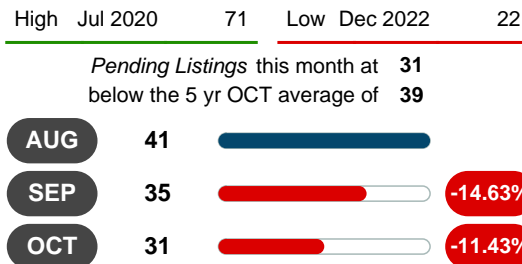 High Jul 2020 71 Low Dec 2022 22
Pending Listings this month at 31
below the 5 yr OCT average of 39
AUG 41
SEP 35 -14.63%
OCT 31 -11.43%